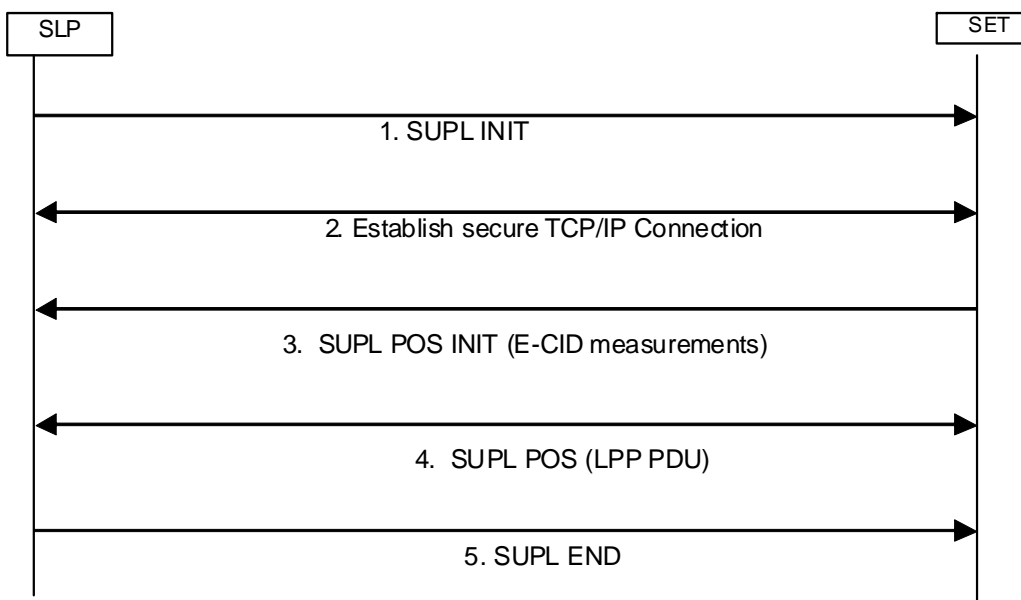 SLP
SET
1. SUPL INIT
2. Establish secure TCP/IP Connection
3. SUPL POS INIT (E-CID measurements)
4. SUPL POS (LPP PDU)
5. SUPL END